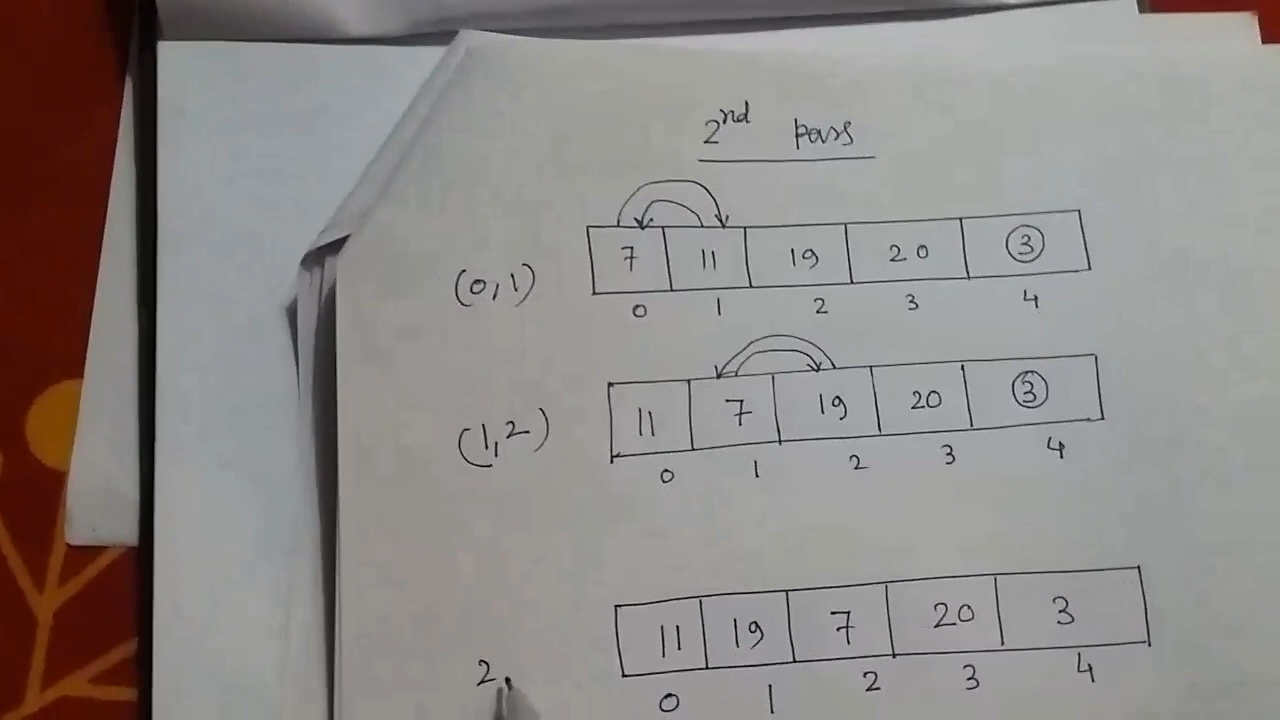 2nd pass
(0,1) 7 11 19 20 3
0 1 2 3 4
(1,2) 11 7 19 20 3
0 1 2 3 4
11 19 7 20 3
2, 0 1 2 3 4